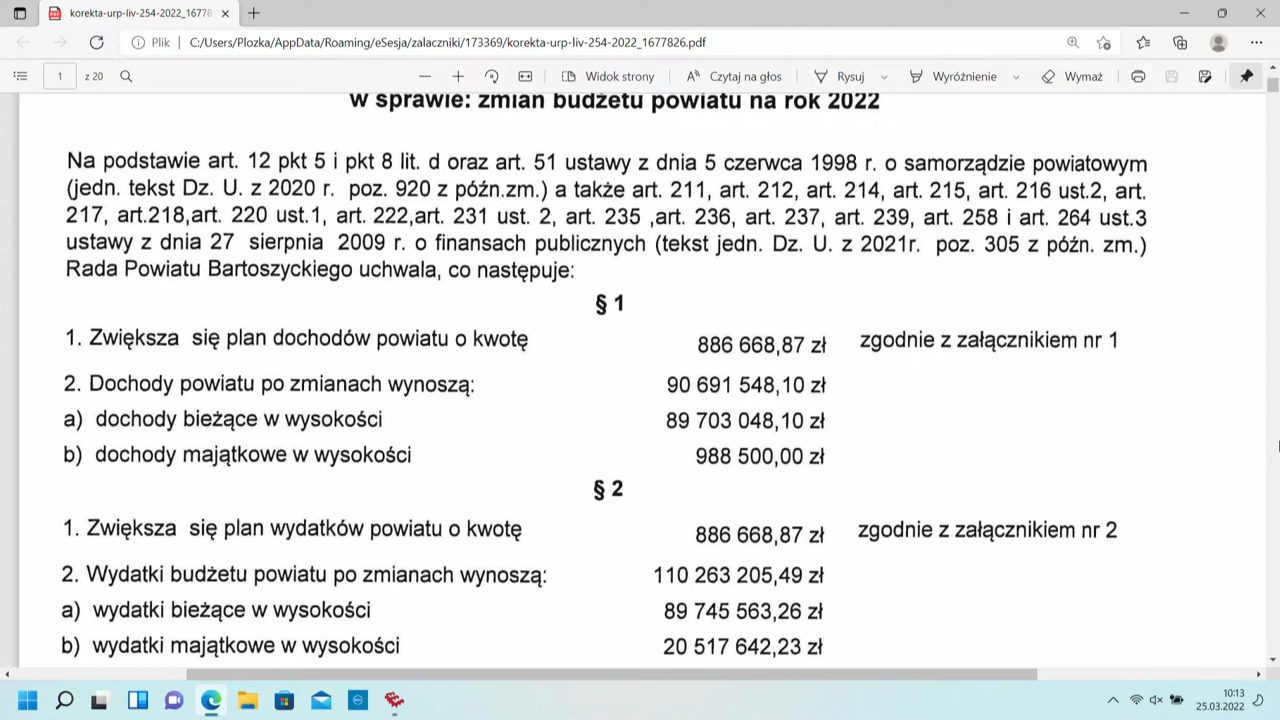 korekta-urp-liv-254-2022_16778
Plik
C:/Users/Plozka/AppData/Roaming/eSesja/zalaczniki/173369/korekta-urp-liv-254-2022_1677826.pdf
1 z 20 Widok strony Czytaj na głos Rysuj Wyróżnienie Wymaż
w sprawie: zmian budżetu powiatu na rok 2022
Na podstawie art. 12 pkt 5 i pkt 8 lit. d oraz art. 51 ustawy z dnia 5 czerwca 1998 r. o samorządzie powiatowym
(jedn. tekst Dz. U. z 2020 r. poz. 920 z późn.zm.) a także art. 211, art. 212, art. 214, art. 215, art. 216 ust.2, art.
217, art.218,art. 220 ust.1, art. 222,art. 231 ust. 2, art. 235 ,art. 236, art. 237, art. 239, art. 258 i art. 264 ust.3
ustawy z dnia 27 sierpnia 2009 r. o finansach publicznych (tekst jedn. Dz. U. z 2021r. poz. 305 z późn. zm.)
Rada Powiatu Bartoszyckiego uchwala, co następuje:
§ 1
1. Zwiększa się plan dochodów powiatu o kwotę 886 668,87 zł zgodnie z załącznikiem nr 1
2. Dochody powiatu po zmianach wynoszą: 90 691 548,10 zł
a) dochody bieżące w wysokości 89 703 048,10 zł
b) dochody majątkowe w wysokości 988 500,00 zł
§ 2
1. Zwiększa się plan wydatków powiatu o kwotę 886 668,87 zł zgodnie z załącznikiem nr 2
2. Wydatki budżetu powiatu po zmianach wynoszą: 110 263 205,49 zł
a) wydatki bieżące w wysokości 89 745 563,26 zł
b) wydatki majątkowe w wysokości 20 517 642,23 zł
10:13
25.03.2022